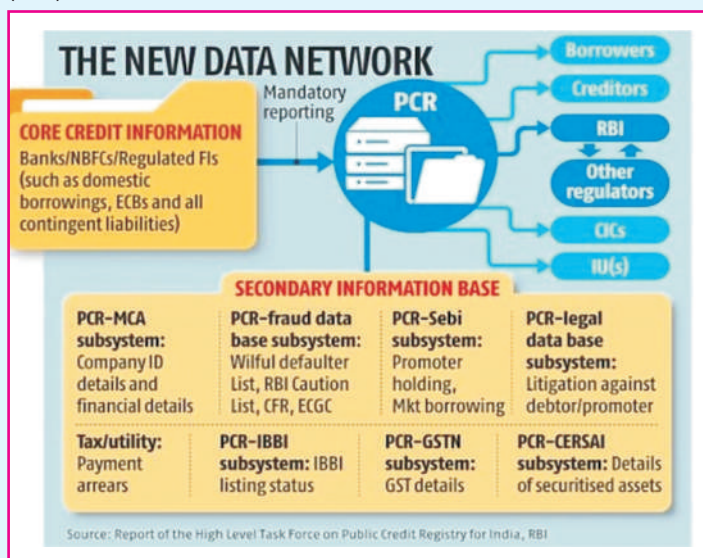 THE NEW DATA NETWORK
CORE CREDIT INFORMATION
Banks/NBFCs/Regulated FIs
(such as domestic
borrowings, ECBs and all
contingent liabilities)
Mandatory
reporting
PCR
Borrowers
Creditors
RBI
Other
regulators
CICs
IU(s)
SECONDARY INFORMATION BASE
PCR-MCA
subsystem:
Company ID
details and
financial details
PCR-fraud data
base subsystem:
Wilful defaulter
List, RBI Caution
List, CFR, ECGC
PCR-Sebi
subsystem:
Promoter
holding,
Mkt borrowing
PCR-legal
data base
subsystem:
Litigation against
debtor/promoter
Tax/utility:
Payment
arrears
PCR-IBBI
subsystem: IBBI
listing status
PCR-GSTN
subsystem:
GST details
PCR-CERSAI
subsystem: Details
of securitised assets
Source: Report of the High Level Task Force on Public Credit Registry for India, RBI